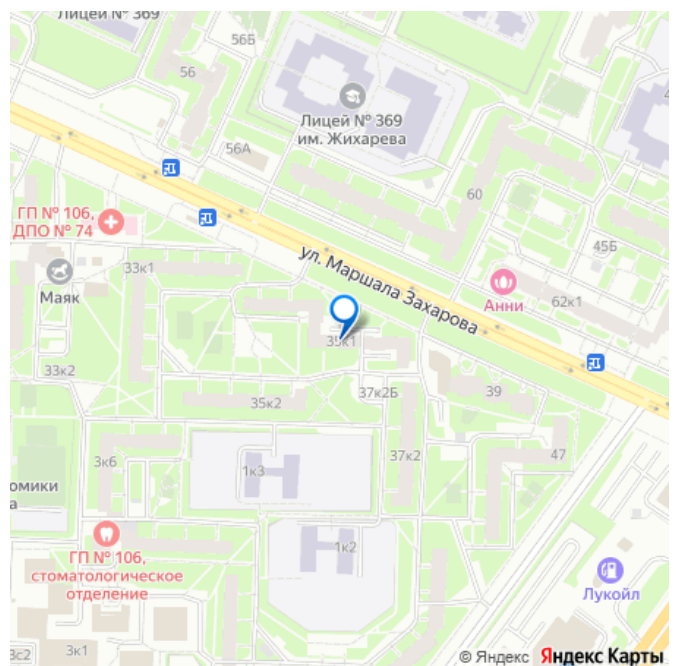 Лицей № 369
56Б
56
Лицей № 369
им. Жихарева
56А
60
ГП № 106,
ДПО № 74
45Б
33к1
ул. Маршала Захарова
Маяк
Анни
62к1
35к1
33к2
37к2Б
39
35к2
3к6
1к3
37к2
47
омики
а
1к2
ГП № 106,
стоматологическое
отделение
Лукойл
3с2
3к1
© Яндекс Яндекс Карты